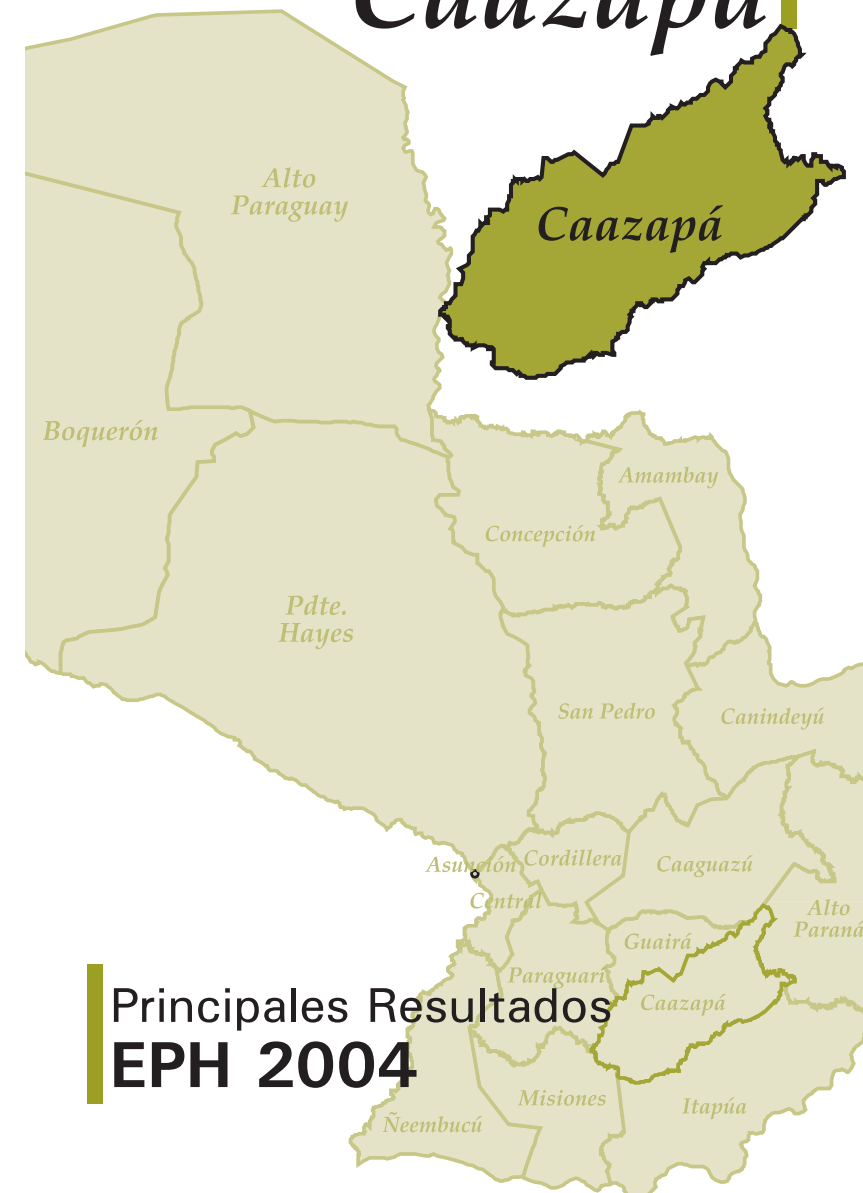 Caazapá
Alto
Paraguay
Caazapá
Boquerón
Amambay
Concepción
Pdte.
Hayes
San Pedro
Canindeyú
Asunción
Cordillera
Caaguazú
Central
Alto
Paraná
Guairá
Paraguarí
Caazapá
Principales Resultados
EPH 2004
Misiones
Itapúa
Ñeembucú